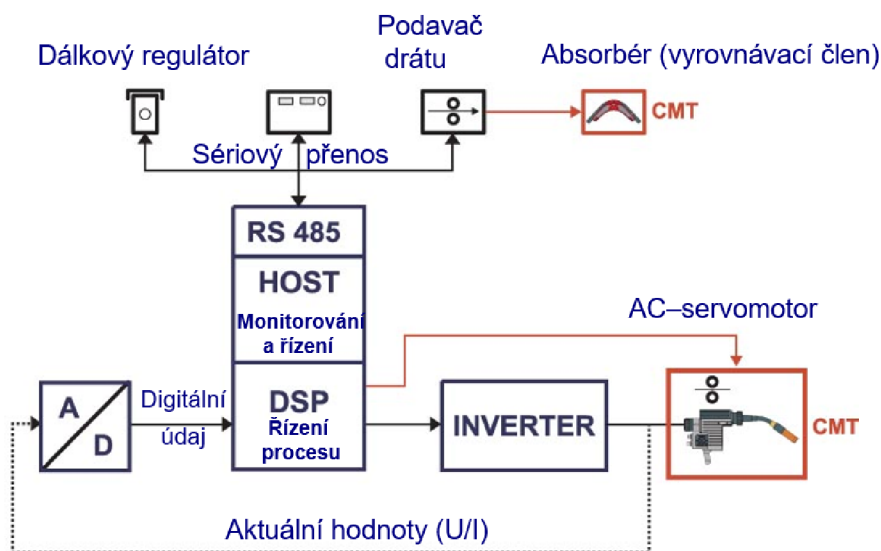 Dálkový regulátor
Podavač
drátu
Absorbér (vyrovnávací člen)
CMT
Sériový přenos
RS 485
HOST
Monitorování
a řízení
AC–servomotor
A
D
Digitální
údaj
DSP
Řízení
procesu
INVERTER
CMT
Aktuální hodnoty (U/I)